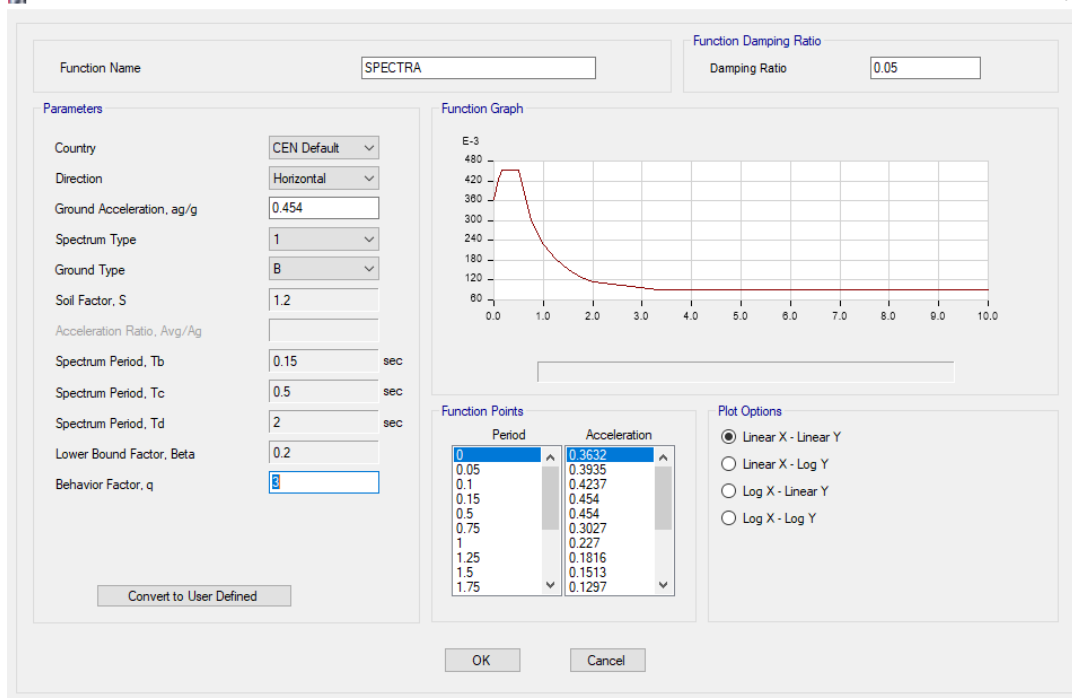 Function Name
SPECTRA
Function Damping Ratio
Damping Ratio
0.05
Parameters
Country
CEN Default
Direction
Horizontal
Ground Acceleration, ag/g
0.454
Spectrum Type
1
Ground Type
B
Soil Factor, S
1.2
Acceleration Ratio, Avg/Ag
Spectrum Period, Tb
0.15
sec
Spectrum Period, Tc
0.5
sec
Spectrum Period, Td
2
sec
Lower Bound Factor, Beta
0.2
Behavior Factor, q
3
Convert to User Defined
Function Graph
E-3
480
420
360
300
240
180
120
60
0.0 1.0 2.0 3.0 4.0 5.0 6.0 7.0 8.0 9.0 10.0
Function Points
Period Acceleration
0 0.3632
0.05 0.3935
0.1 0.4237
0.15 0.454
0.5 0.454
0.75 0.3027
1 0.227
1.25 0.1816
1.5 0.1513
1.75 0.1297
Plot Options
Linear X - Linear Y
Linear X - Log Y
Log X - Linear Y
Log X - Log Y
OK
Cancel